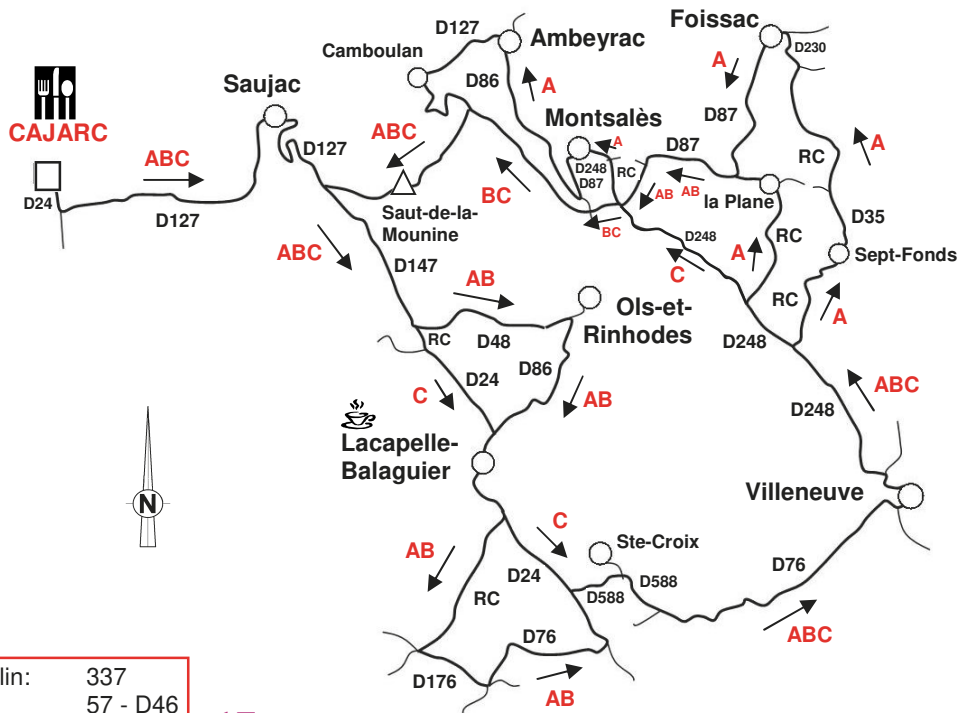 D127
Foissac
Camboulan
Ambeyrac
D230
A
D86
A
Saujac
Montsalès
D87
CAJARC
ABC
D127
A
D87
RC
A
ABC
D248
D87
RC
AB
AB
la Plane
D24
D127
Saut-de-la-
Mounine
BC
BC
D248
RC
D35
ABC
C
A
Sept-Fonds
D147
AB
RC
A
Ols-et-
Rinhodes
RC
D48
D248
D86
D24
C
AB
ABC
D248
Lacapelle-
Balaguier
N
Villeneuve
C
Ste-Croix
AB
D24
D588
D588
D76
RC
ABC
D76
D176
AB
lin: 337
57 - D46